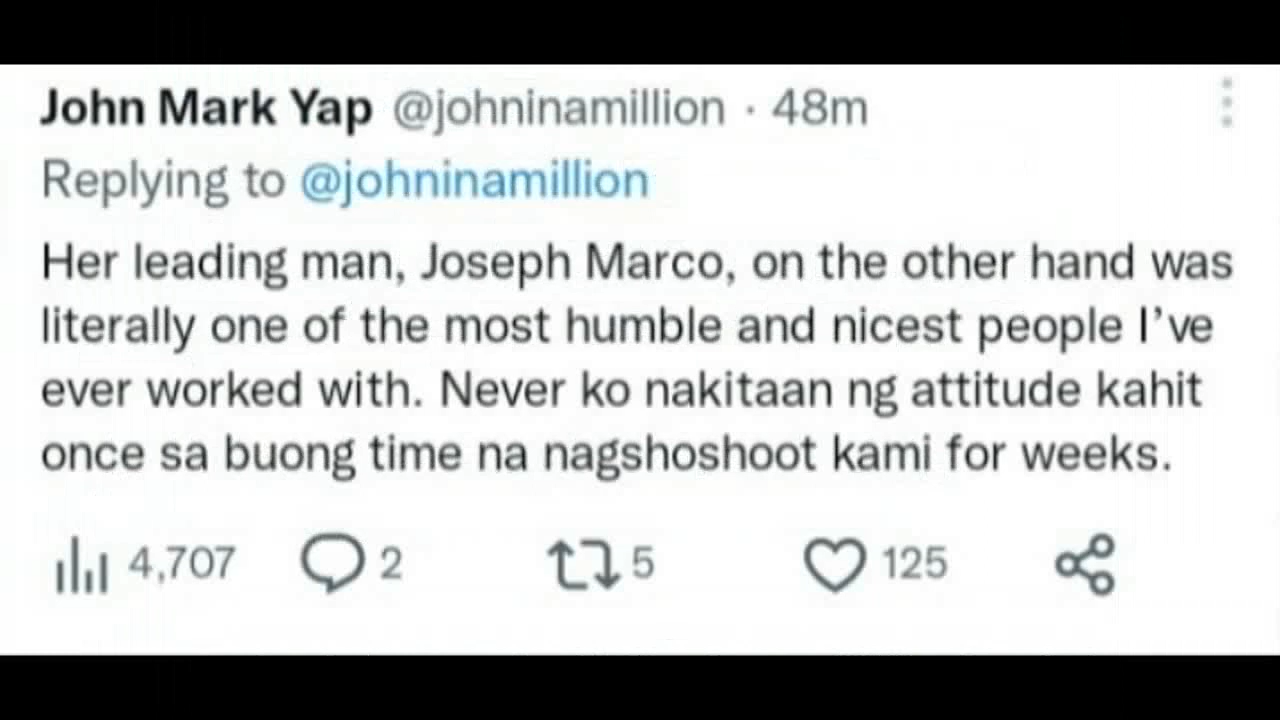 John Mark Yap @johninamillion · 48m
Replying to @johninamillion
Her leading man, Joseph Marco, on the other hand was
literally one of the most humble and nicest people I’ve
ever worked with. Never ko nakitaan ng attitude kahit
once sa buong time na nagshoshoot kami for weeks.
4,707 2 5 125